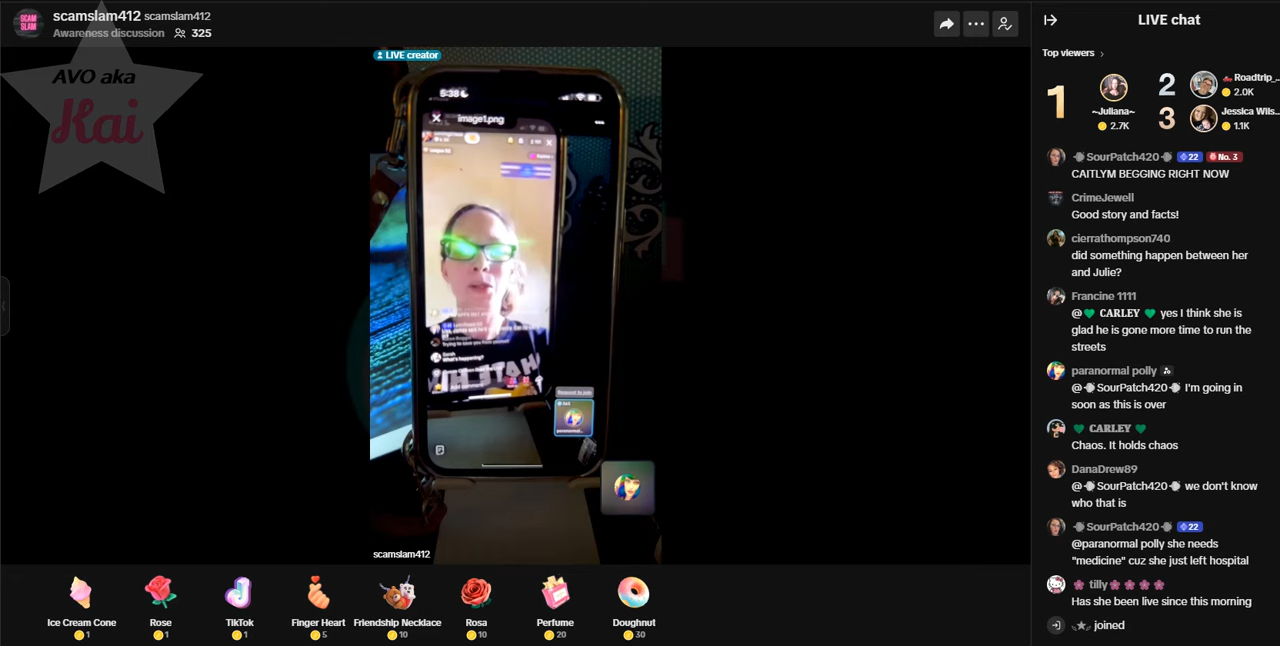 SCAM
SLAM
scamslam412 scamslam412
Awareness discussion 325
AVO aka
Kai
LIVE creator
5:38
image1.png
What's happening?
scamslam412
Ice Cream Cone
1
Rose
1
TikTok
1
Finger Heart
5
Friendship Necklace
10
Rosa
10
Perfume
20
Doughnut
30
LIVE chat
Top viewers
1
~Juliana~
2.7K
2
Roadtrip_...
2.0K
3
Jessica Wils...
1.1K
SourPatch420 22 No. 3
CAITLYM BEGGING RIGHT NOW
CrimeJewell
Good story and facts!
cierrathompson740
did something happen between her
and Julie?
Francine 1111
@💚 CARLEY 💚 yes I think she is
glad he is gone more time to run the
streets
paranormal polly
@SourPatch420 I'm going in
soon as this is over
💚 CARLEY 💚
Chaos. It holds chaos
DanaDrew89
@SourPatch420 we don't know
who that is
SourPatch420 22
@paranormal polly she needs
"medicine" cuz she just left hospital
🌸 tilly🌸🌸🌸🌸
Has she been live since this morning
joined